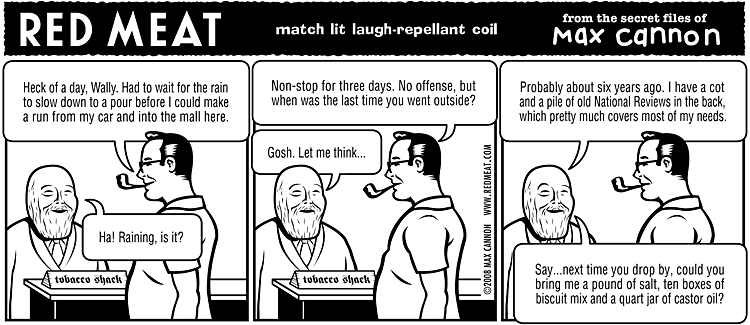 RED MEAT
match lit laugh-repellant coil
from the secret files of
Max cannon
Heck of a day, Wally. Had to wait for the rain
to slow down to a pour before I could make
a run from my car and into the mall here.
Ha! Raining, is it?
tobacco shack
Non-stop for three days. No offense, but
when was the last time you went outside?
Gosh. Let me think...
tobacco shack
©2008 MAX CANNON WWW.REDMEAT.COM
Probably about six years ago. I have a cot
and a pile of old National Reviews in the back,
which pretty much covers most of my needs.
Say...next time you drop by, could you
bring me a pound of salt, ten boxes of
biscuit mix and a quart jar of castor oil?